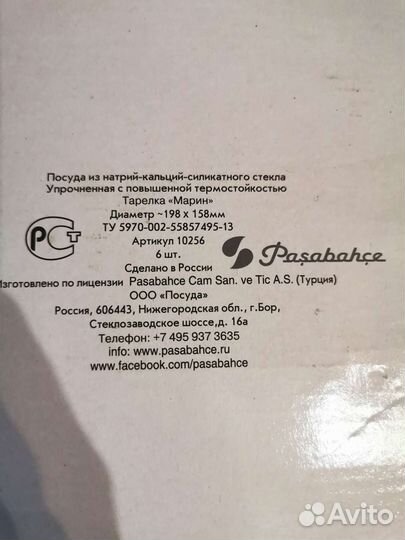 Посуда из натрий-кальций-силикатного стекла
Упрочненная с повышенной термостойкостью
Тарелка «Марин»
Диаметр ~198 x 158мм
ТУ 5970-002-55857495-13
Артикул 10256
6 шт.
РСТ
Paşabahçe
Сделано в России
Изготовлено по лицензии Pasabahce Cam San. ve Tic A.S. (Турция)
ООО «Посуда»
Россия, 606443, Нижегородская обл., г.Бор,
Стеклозаводское шоссе,д. 16а
Телефон: +7 495 937 3635
info: www.pasabahce.ru
www.facebook.com/pasabahce
Avito